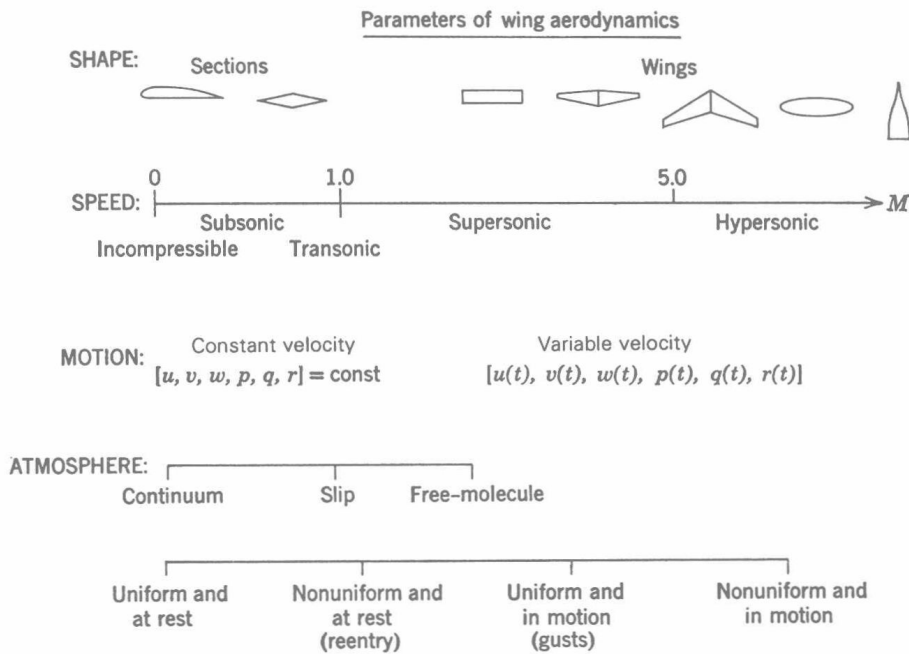 Parameters of wing aerodynamics
SHAPE:
Sections
Wings
0 1.0 5.0
SPEED: M
Subsonic Supersonic Hypersonic
Incompressible Transonic
MOTION:
Constant velocity Variable velocity
[u, v, w, p, q, r] = const [u(t), v(t), w(t), p(t), q(t), r(t)]
ATMOSPHERE:
Continuum Slip Free-molecule
Uniform and Nonuniform and Uniform and Nonuniform and
at rest at rest in motion in motion
(reentry) (gusts)